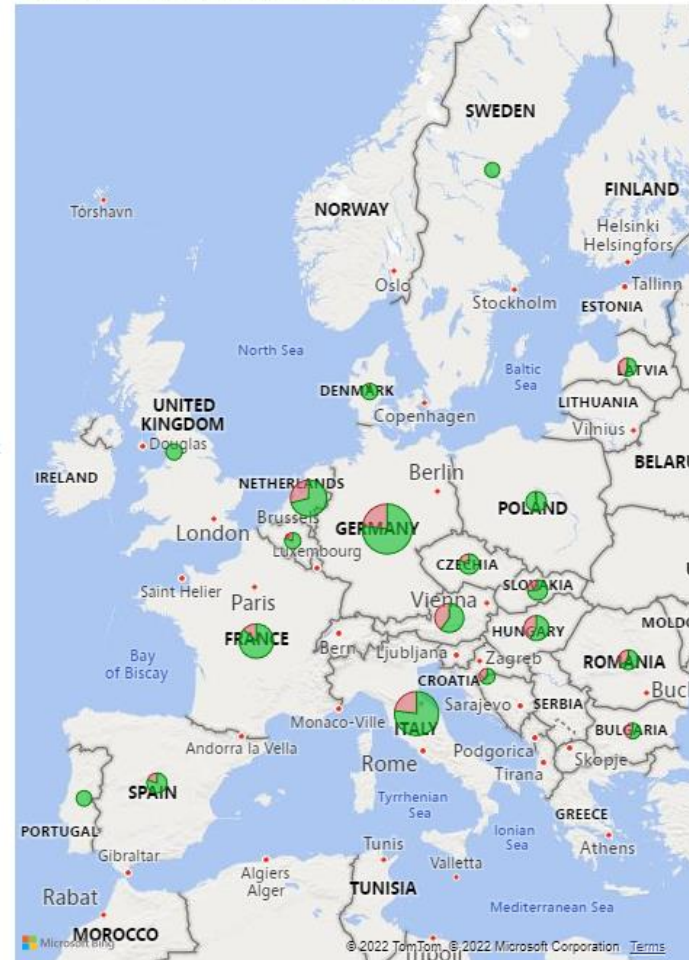 SWEDEN
FINLAND
Tórshavn
NORWAY
Helsinki
Helsingfors
Oslo
Tallinn
Stockholm
ESTONIA
North Sea
Baltic
Sea
LATVIA
DENMARK
LITHUANIA
Copenhagen
UNITED
KINGDOM
Vilnius
Douglas
BELARU
IRELAND
Berlin
NETHERLANDS
POLAND
Brussels
GERMANY
London
Luxembourg
CZECHIA
Saint Helier
SLOVAKIA
Paris
Vienna
MOLDO
HUNGARY
FRANCE
Bern
Ljubljana
Zagreb
ROMANIA
Bay
of Biscay
CROATIA
Buc
Monaco-Ville
Sarajevo
SERBIA
ITALY
BULGARIA
Andorra la Vella
Podgorica
Skopje
Rome
Tirana
SPAIN
Tyrrhenian
Sea
GREECE
PORTUGAL
Ionian
Sea
Athens
Gibraltar
Tunis
Algiers
Alger
Valletta
Rabat
TUNISIA
Mediterranean Sea
MOROCCO
Microsoft Bing
© 2022 TomTom, © 2022 Microsoft Corporation Terms